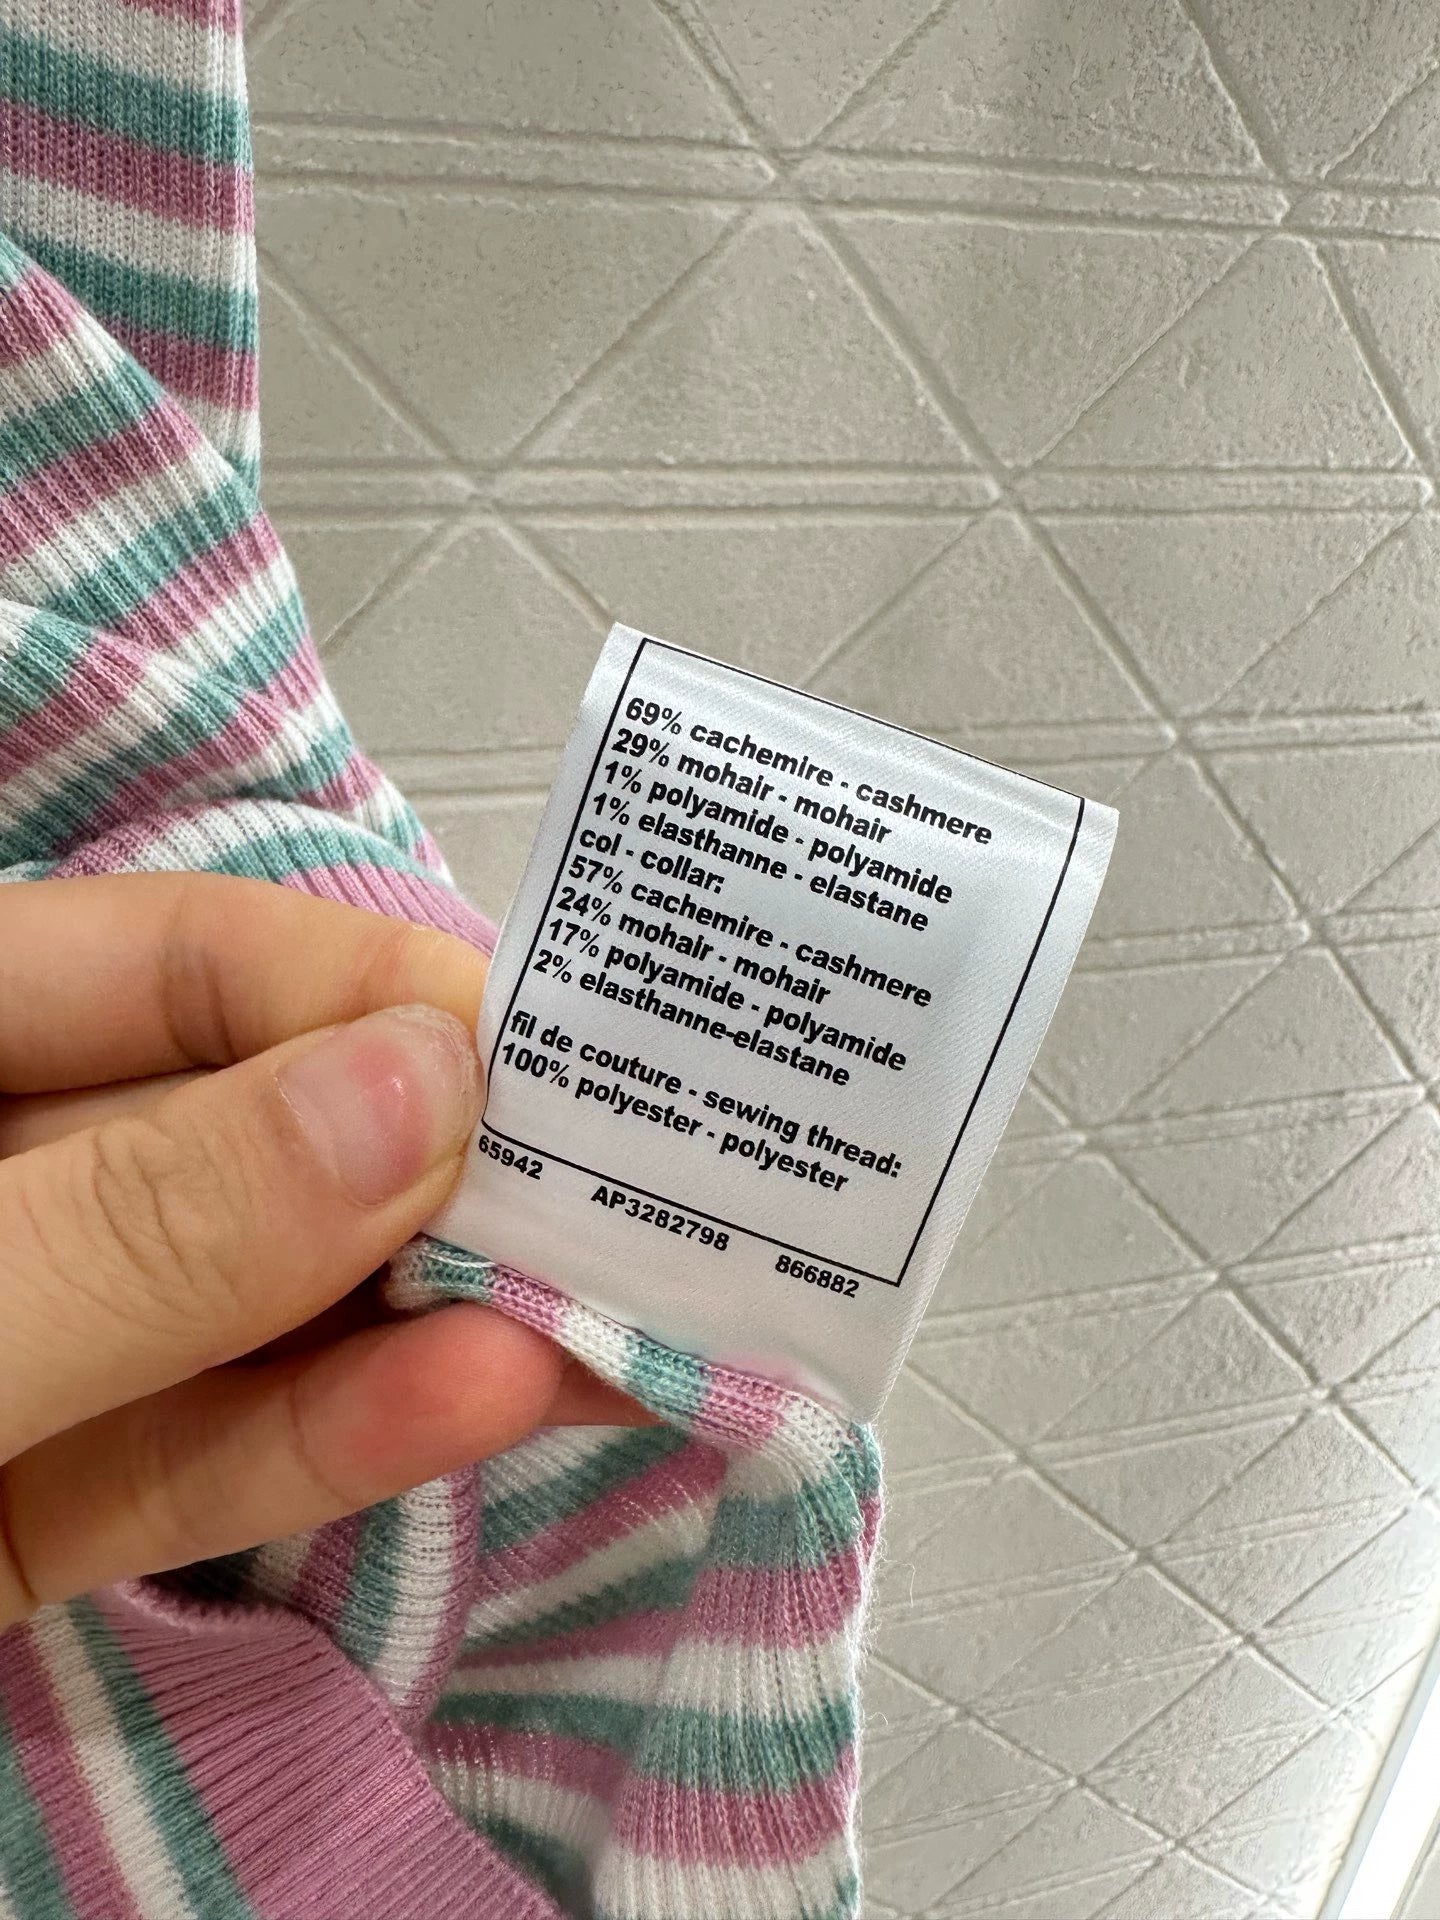 69% cachemire - cashmere
29% mohair - mohair
1% polyamide - polyamide
1% elasthanne - elastane
col - collar:
57% cachemire - cashmere
24% mohair - mohair
17% polyamide - polyamide
2% elasthanne-elastane
fil de couture - sewing thread:
100% polyester - polyester
65942 AP3282798 866882